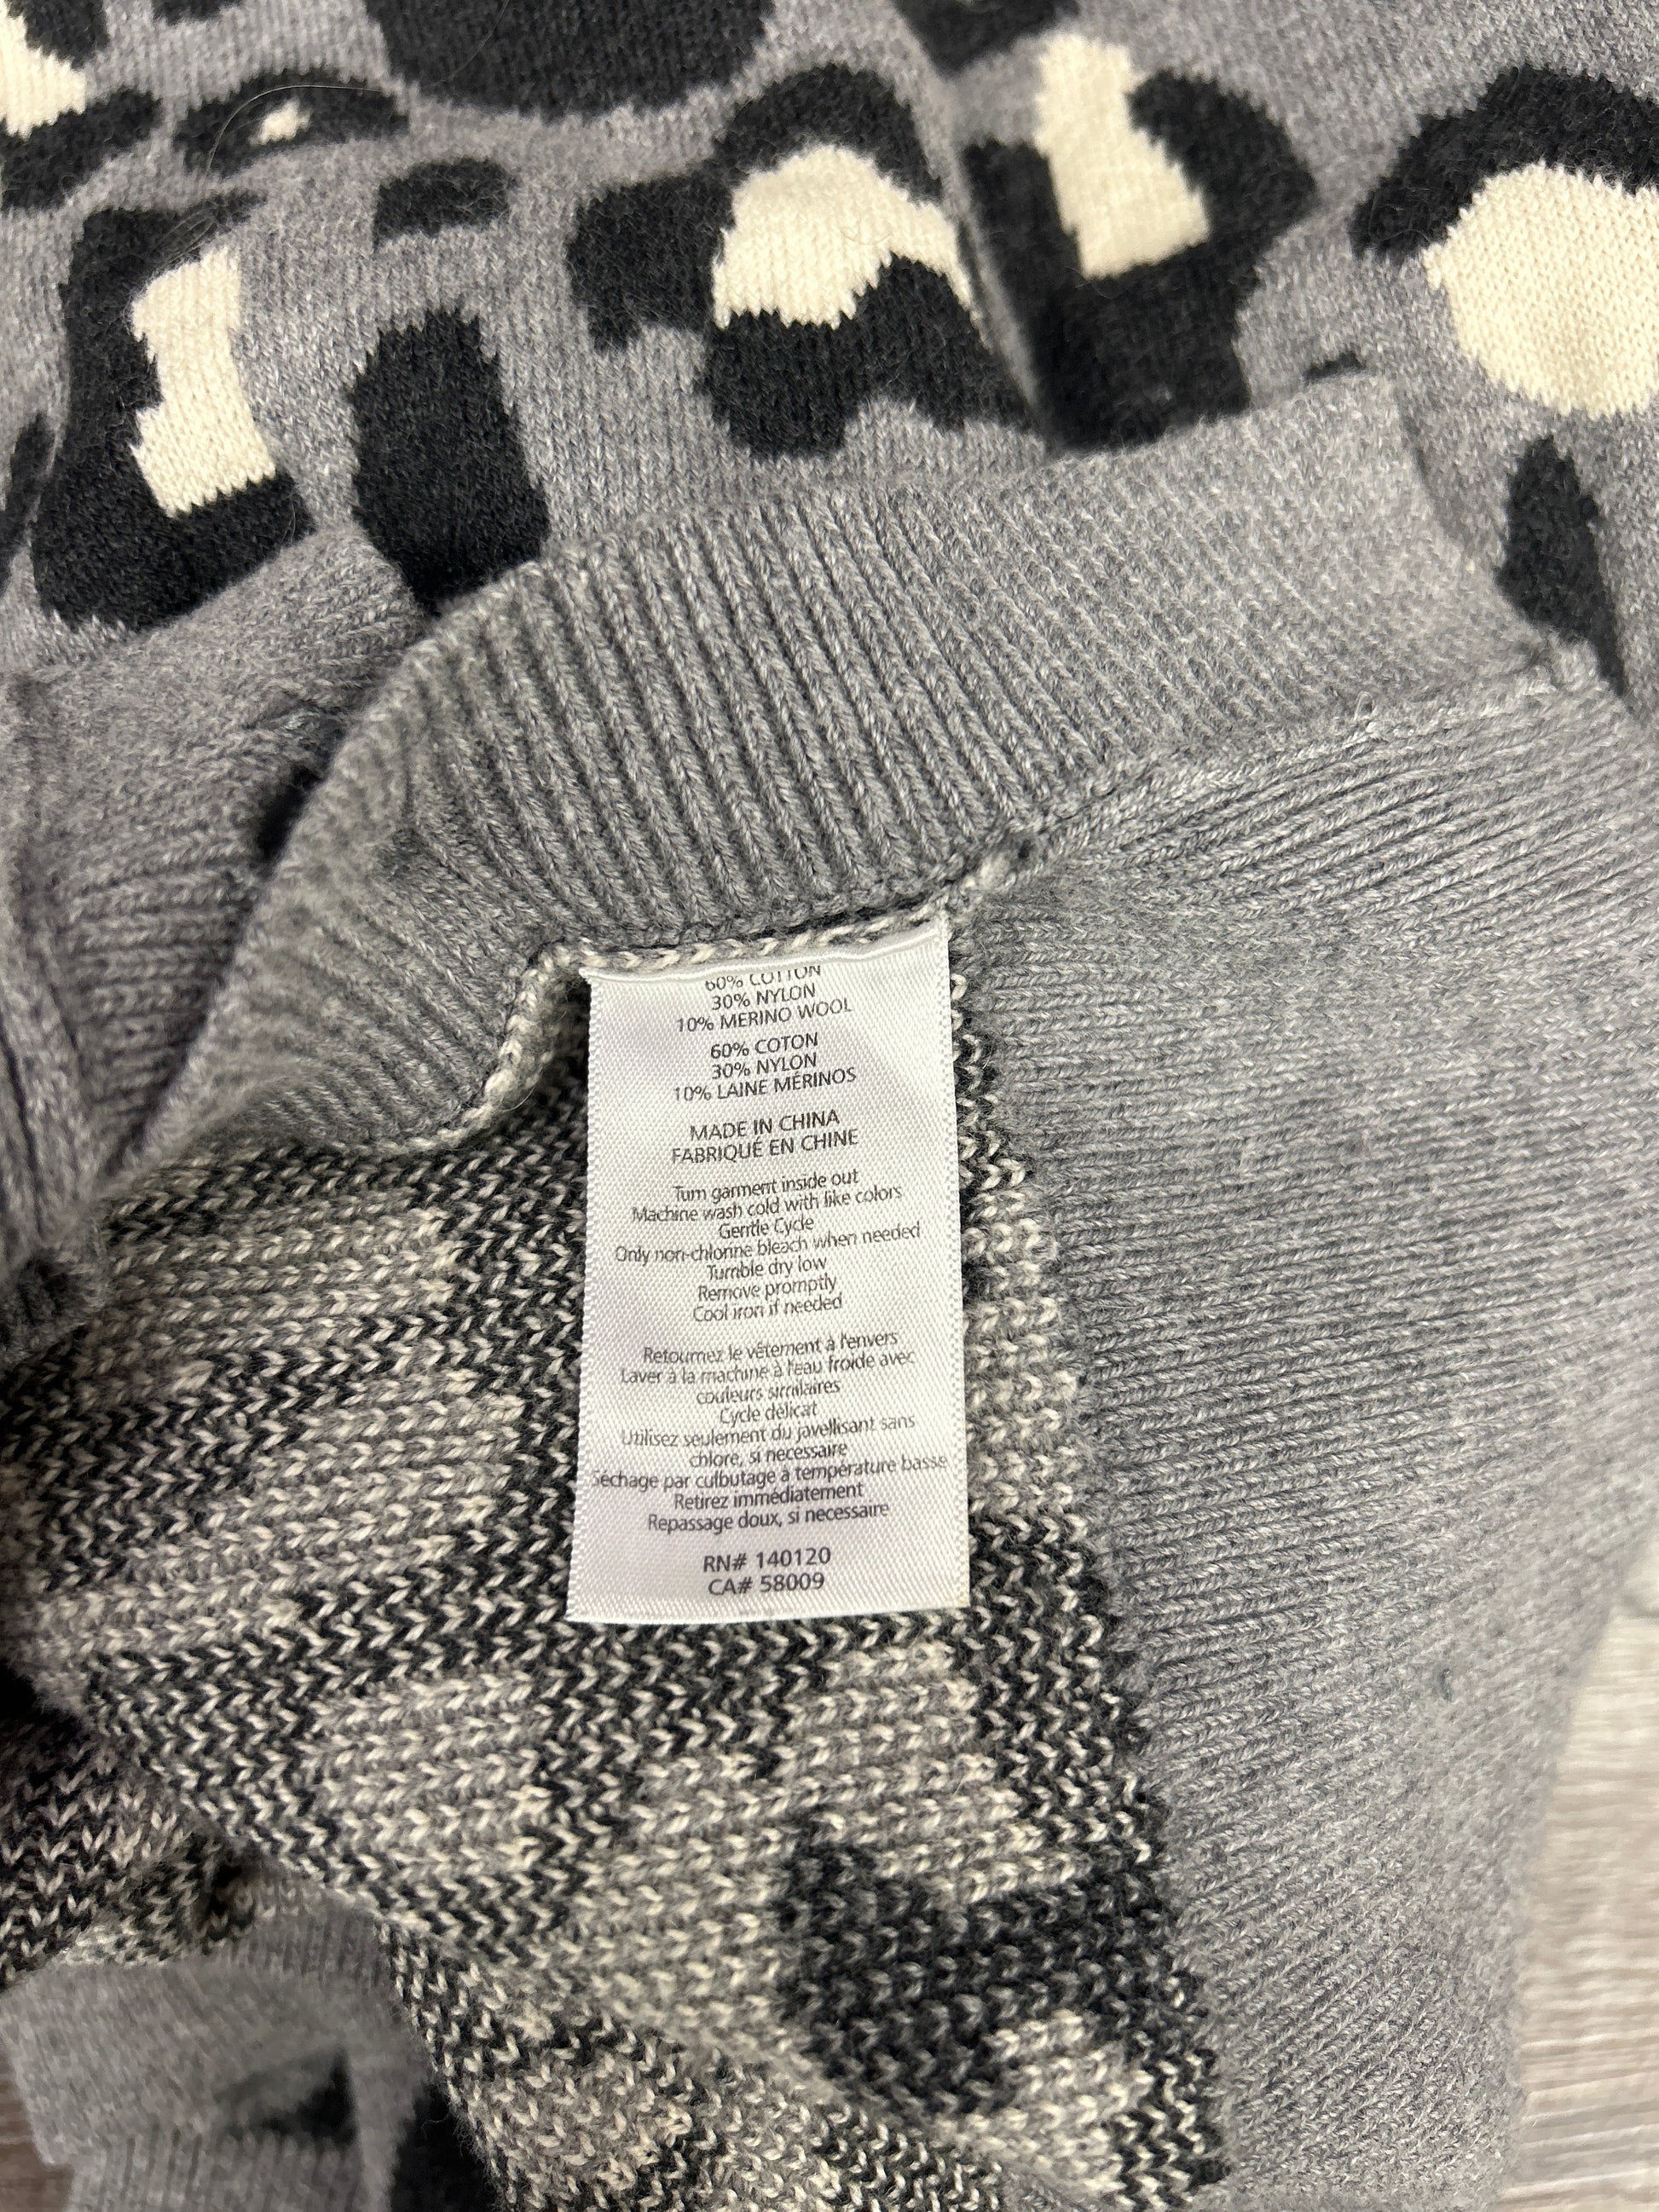 60% COTTON
30% NYLON
10% MERINO WOOL
60% COTON
30% NYLON
10% LAINE MÉRINOS
MADE IN CHINA
FABRIQUÉ EN CHINE
Turn garment inside out
Machine wash cold with like colors
Gentle Cycle
Only non-chlorine bleach when needed
Tumble dry low
Remove promptly
Cool iron if needed
Retournez le vêtement à l'envers
Laver à la machine à l'eau froide avec
couleurs similaires
Cycle délicat
Utilisez seulement du javellisant sans
chlore, si necessaire
Séchage par culbutage à température basse
Retirez immédiatement
Repassage doux, si necessaire
RN# 140120
CA# 58009